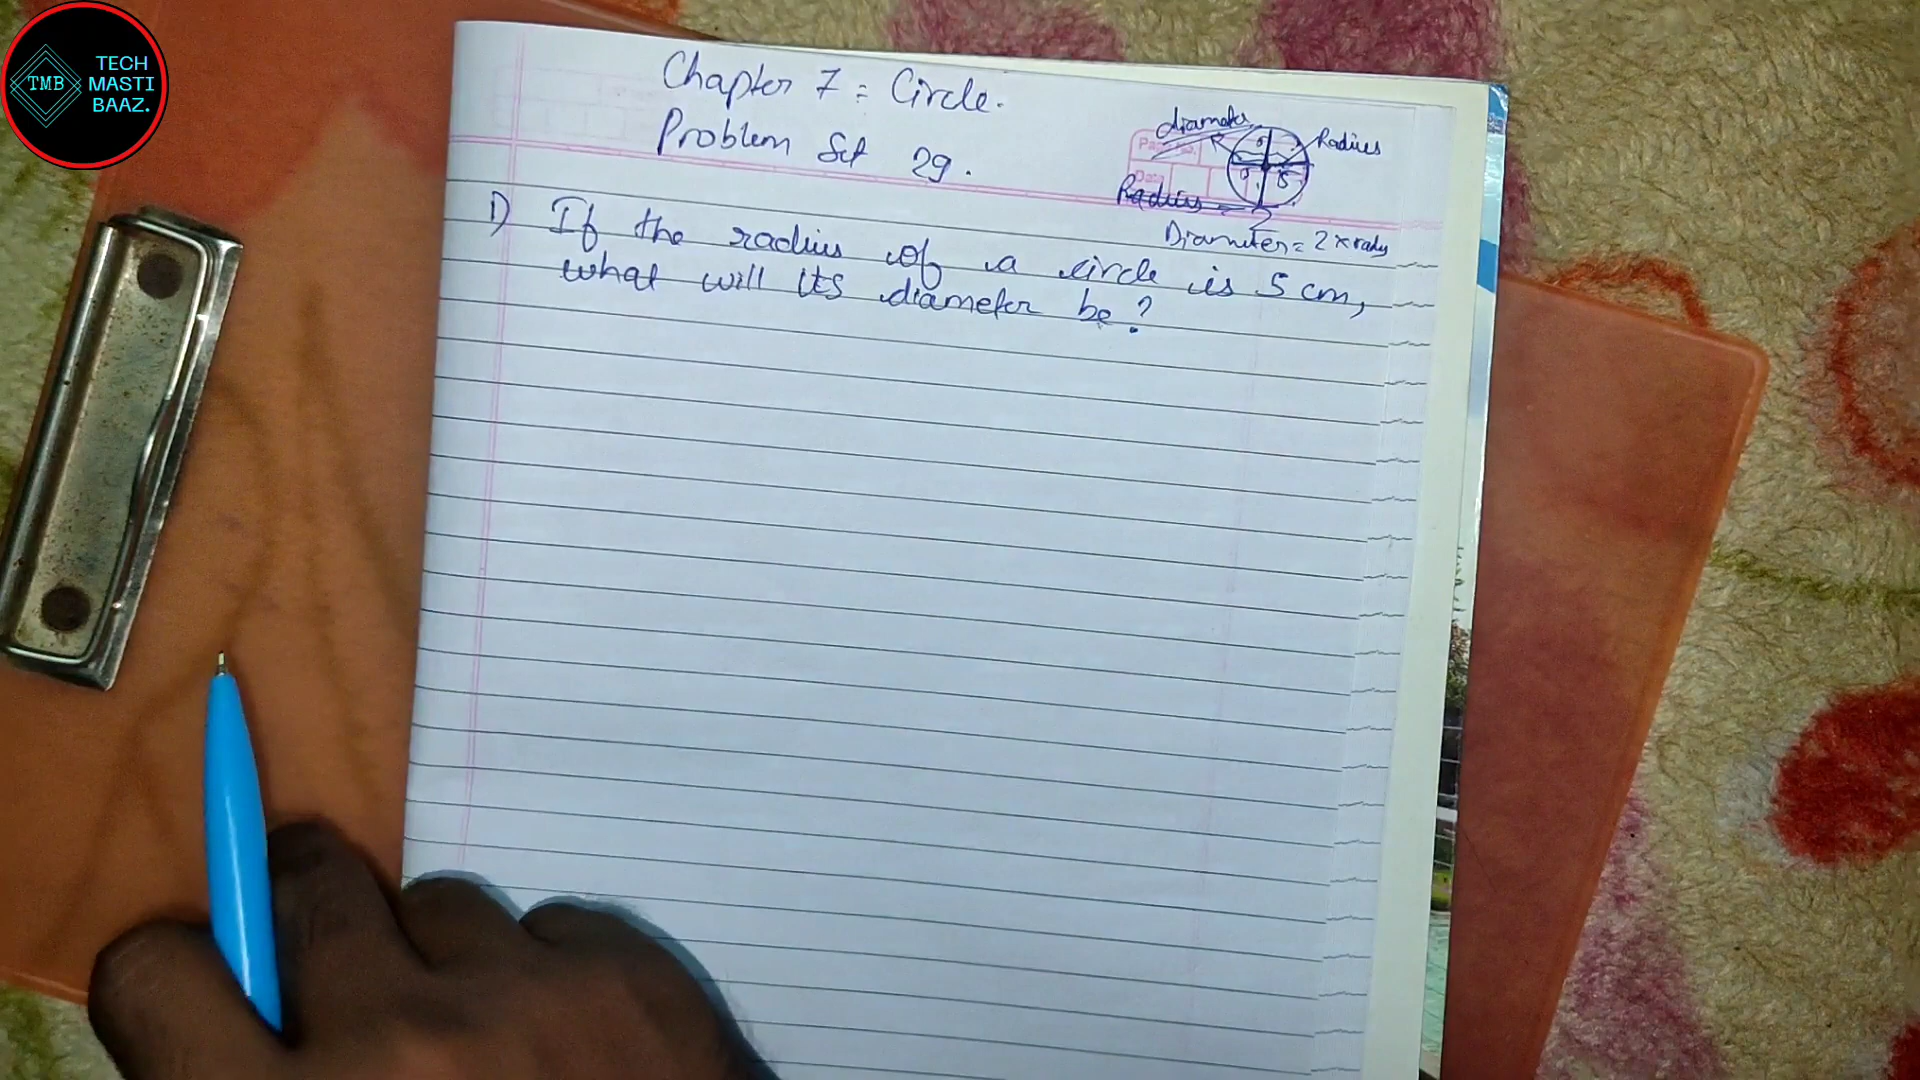 TMB
TECH
MASTI
BAAZ.
Chapter 7 : Circle.
Problem Set 29.
diameter
Radius
Radius
Diameter = 2 x radius
1) If the radius of a circle is 5 cm,
what will its diameter be?